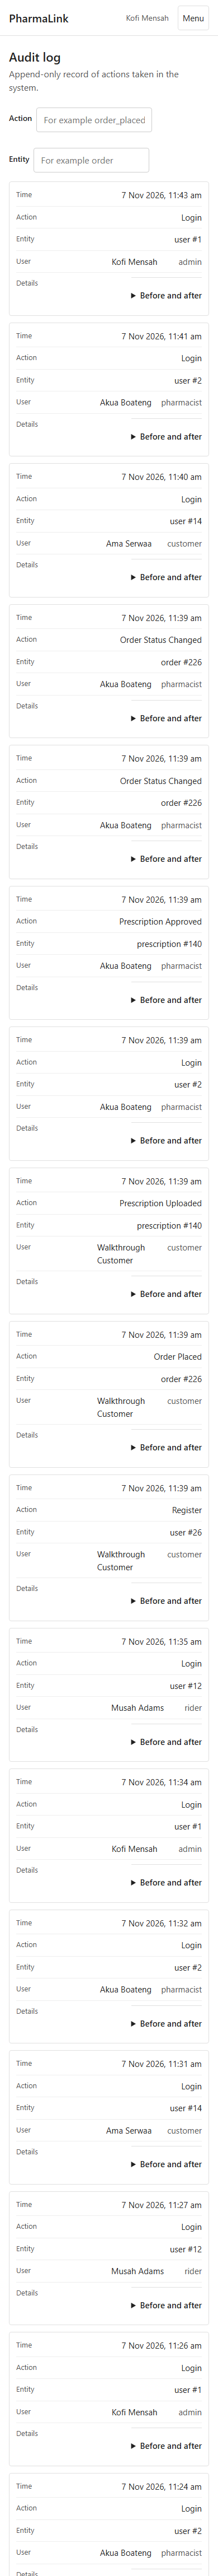 PharmaLink Kofi Mensah Menu
Audit log
Append-only record of actions taken in the
system.
Action For example order_placed
Entity For example order
Time 7 Nov 2026, 11:43 am
Action Login
Entity user #1
User Kofi Mensah admin
Details
▶ Before and after
Time 7 Nov 2026, 11:41 am
Action Login
Entity user #2
User Akua Boateng pharmacist
Details
▶ Before and after
Time 7 Nov 2026, 11:40 am
Action Login
Entity user #14
User Ama Serwaa customer
Details
▶ Before and after
Time 7 Nov 2026, 11:39 am
Action Order Status Changed
Entity order #226
User Akua Boateng pharmacist
Details
▶ Before and after
Time 7 Nov 2026, 11:39 am
Action Order Status Changed
Entity order #226
User Akua Boateng pharmacist
Details
▶ Before and after
Time 7 Nov 2026, 11:39 am
Action Prescription Approved
Entity prescription #140
User Akua Boateng pharmacist
Details
▶ Before and after
Time 7 Nov 2026, 11:39 am
Action Login
Entity user #2
User Akua Boateng pharmacist
Details
▶ Before and after
Time 7 Nov 2026, 11:39 am
Action Prescription Uploaded
Entity prescription #140
User Walkthrough customer
Customer
Details
▶ Before and after
Time 7 Nov 2026, 11:39 am
Action Order Placed
Entity order #226
User Walkthrough customer
Customer
Details
▶ Before and after
Time 7 Nov 2026, 11:39 am
Action Register
Entity user #26
User Walkthrough customer
Customer
Details
▶ Before and after
Time 7 Nov 2026, 11:35 am
Action Login
Entity user #12
User Musah Adams rider
Details
▶ Before and after
Time 7 Nov 2026, 11:34 am
Action Login
Entity user #1
User Kofi Mensah admin
Details
▶ Before and after
Time 7 Nov 2026, 11:32 am
Action Login
Entity user #2
User Akua Boateng pharmacist
Details
▶ Before and after
Time 7 Nov 2026, 11:31 am
Action Login
Entity user #14
User Ama Serwaa customer
Details
▶ Before and after
Time 7 Nov 2026, 11:27 am
Action Login
Entity user #12
User Musah Adams rider
Details
▶ Before and after
Time 7 Nov 2026, 11:26 am
Action Login
Entity user #1
User Kofi Mensah admin
Details
▶ Before and after
Time 7 Nov 2026, 11:24 am
Action Login
Entity user #2
User Akua Boateng pharmacist
Details